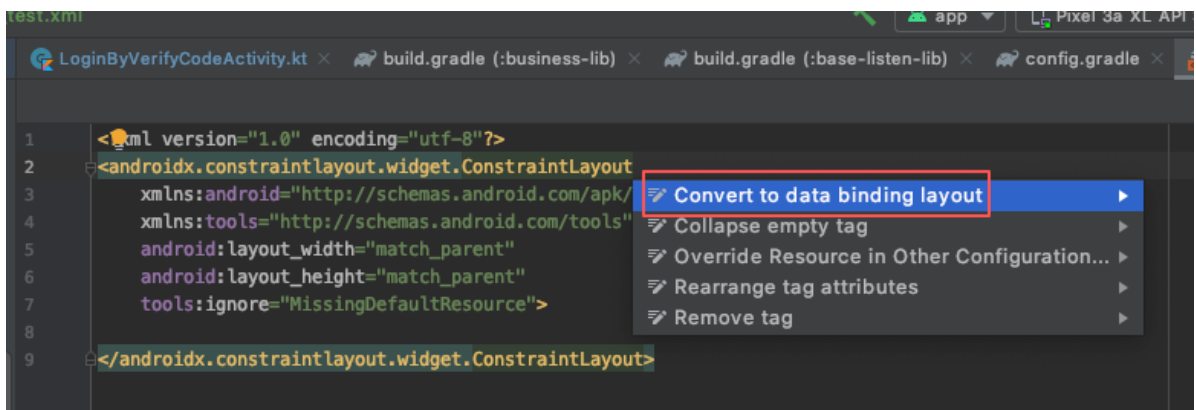 test.xml app Pixel 3a XL API
LoginByVerifyCodeActivity.kt build.gradle (:business-lib) build.gradle (:base-listen-lib) config.gradle
1 <?xml version="1.0" encoding="utf-8"?>
2 <androidx.constraintlayout.widget.ConstraintLayout
3 xmlns:android="http://schemas.android.com/apk/
4 xmlns:tools="http://schemas.android.com/tools"
5 android:layout_width="match_parent"
6 android:layout_height="match_parent"
7 tools:ignore="MissingDefaultResource">
8
9 </androidx.constraintlayout.widget.ConstraintLayout>
Convert to data binding layout
Collapse empty tag
Override Resource in Other Configuration...
Rearrange tag attributes
Remove tag